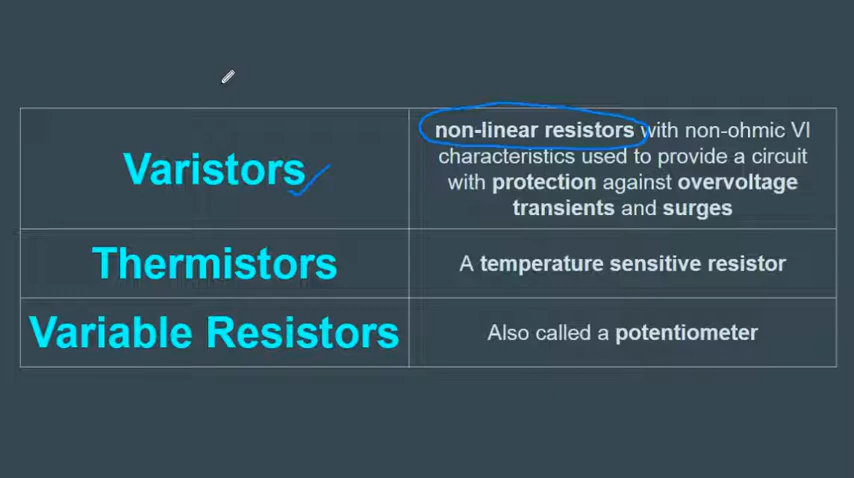 Varistors
non-linear resistors with non-ohmic VI
characteristics used to provide a circuit
with protection against overvoltage
transients and surges
Thermistors
A temperature sensitive resistor
Variable Resistors
Also called a potentiometer